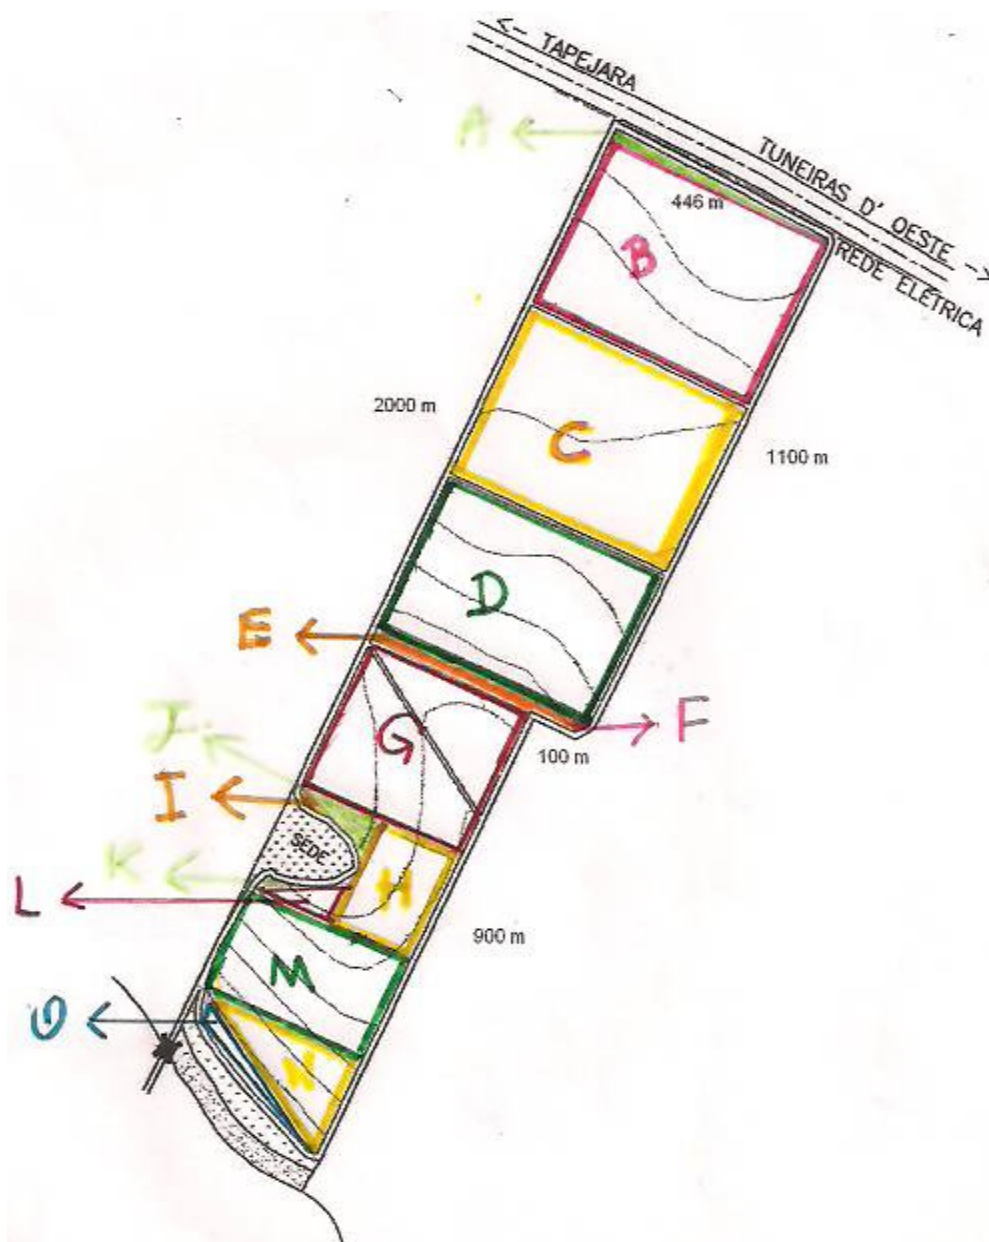 <- TAPEJARA
TUNEIRAS D' OESTE ->
REDE ELÉTRICA
A
446 m
B
2000 m
C
1100 m
D
E
F
100 m
G
J
I
SEDE
K
H
L
900 m
M
O
N